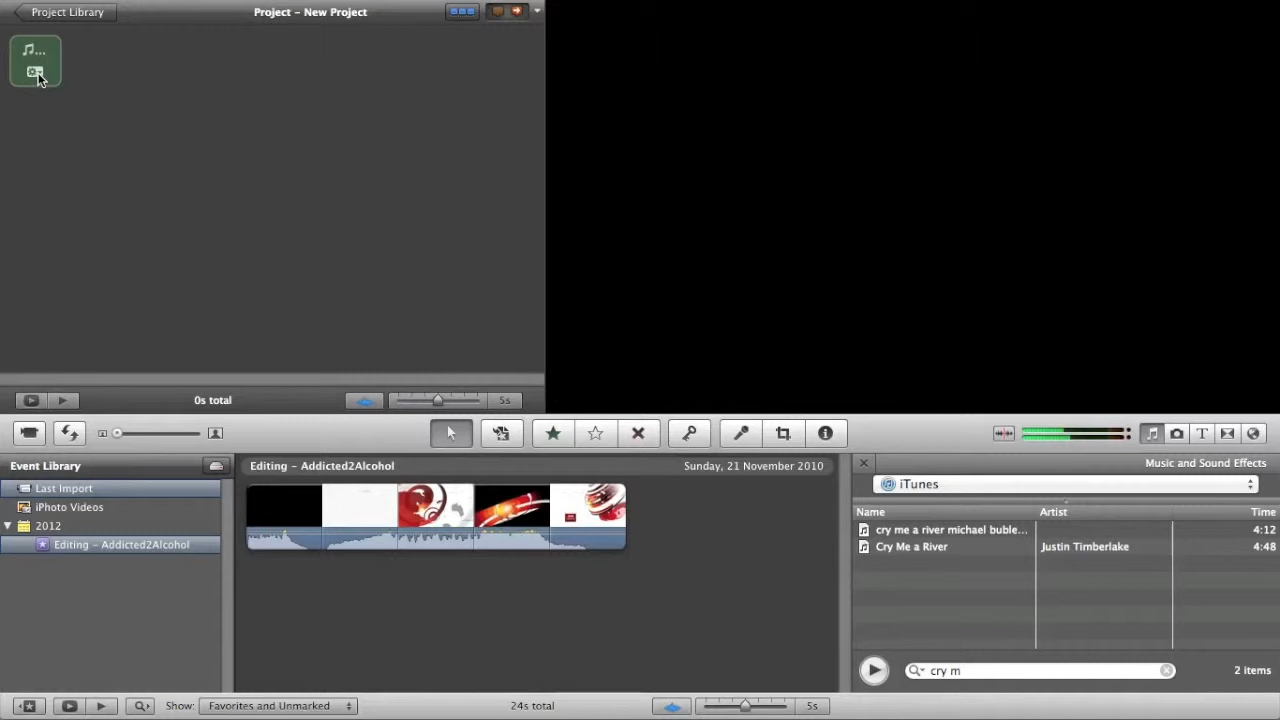 Project Library
Project – New Project
...
0s total
5s
Event Library
Last Import
iPhoto Videos
2012
Editing – Addicted2Alcohol
Editing – Addicted2Alcohol
Sunday, 21 November 2010
Music and Sound Effects
iTunes
Name Artist Time
cry me a river michael buble... 4:12
Cry Me a River Justin Timberlake 4:48
cry m
2 items
Show: Favorites and Unmarked
24s total
5s